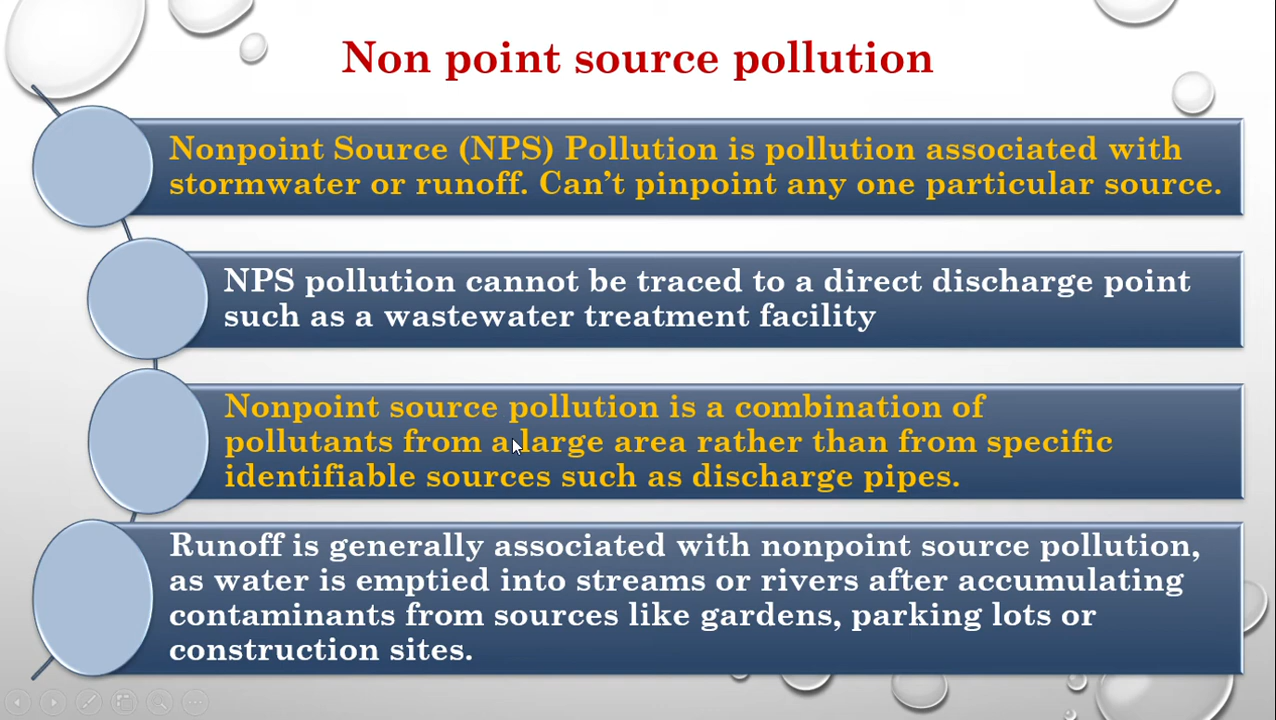 Non point source pollution
Nonpoint Source (NPS) Pollution is pollution associated with
stormwater or runoff. Can’t pinpoint any one particular source.
NPS pollution cannot be traced to a direct discharge point
such as a wastewater treatment facility
Nonpoint source pollution is a combination of
pollutants from a large area rather than from specific
identifiable sources such as discharge pipes.
Runoff is generally associated with nonpoint source pollution,
as water is emptied into streams or rivers after accumulating
contaminants from sources like gardens, parking lots or
construction sites.